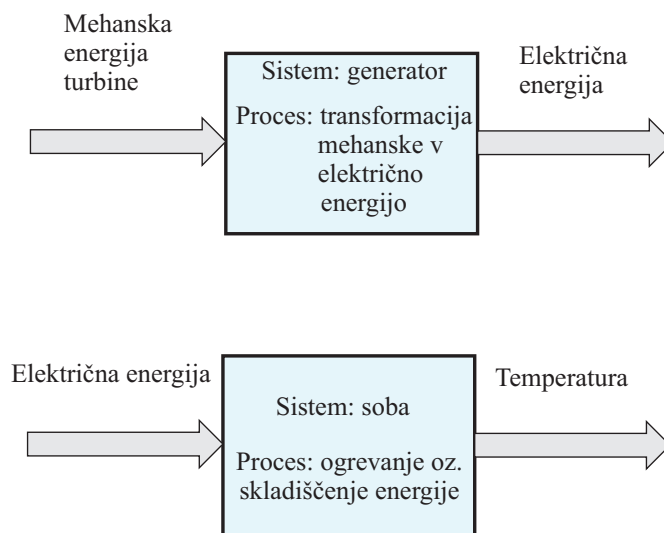 Mehanska
energija
turbine
Sistem: generator
Proces: transformacija
mehanske v
električno
energijo
Električna
energija
Električna energija
Sistem: soba
Proces: ogrevanje oz.
skladiščenje energije
Temperatura